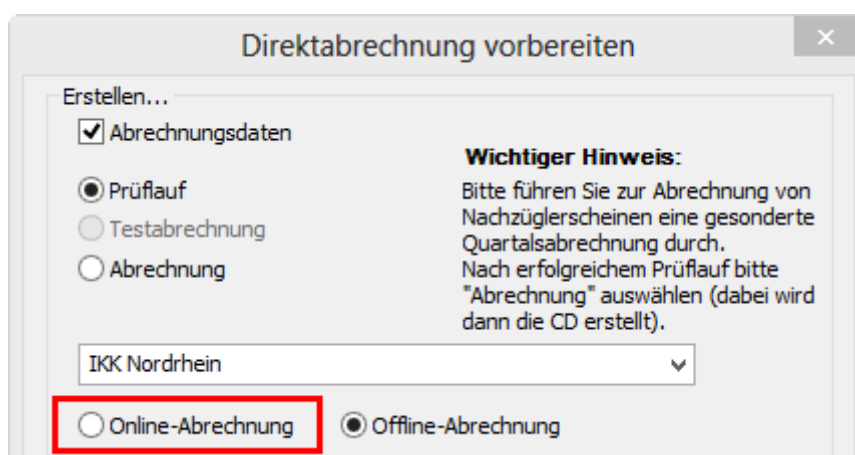 Direktabrechnung vorbereiten
Erstellen...
Abrechnungsdaten
Prüflauf
Testabrechnung
Abrechnung
Wichtiger Hinweis:
Bitte führen Sie zur Abrechnung von
Nachzüglerscheinen eine gesonderte
Quartalsabrechnung durch.
Nach erfolgreichem Prüflauf bitte
"Abrechnung" auswählen (dabei wird
dann die CD erstellt).
IKK Nordrhein
Online-Abrechnung Offline-Abrechnung